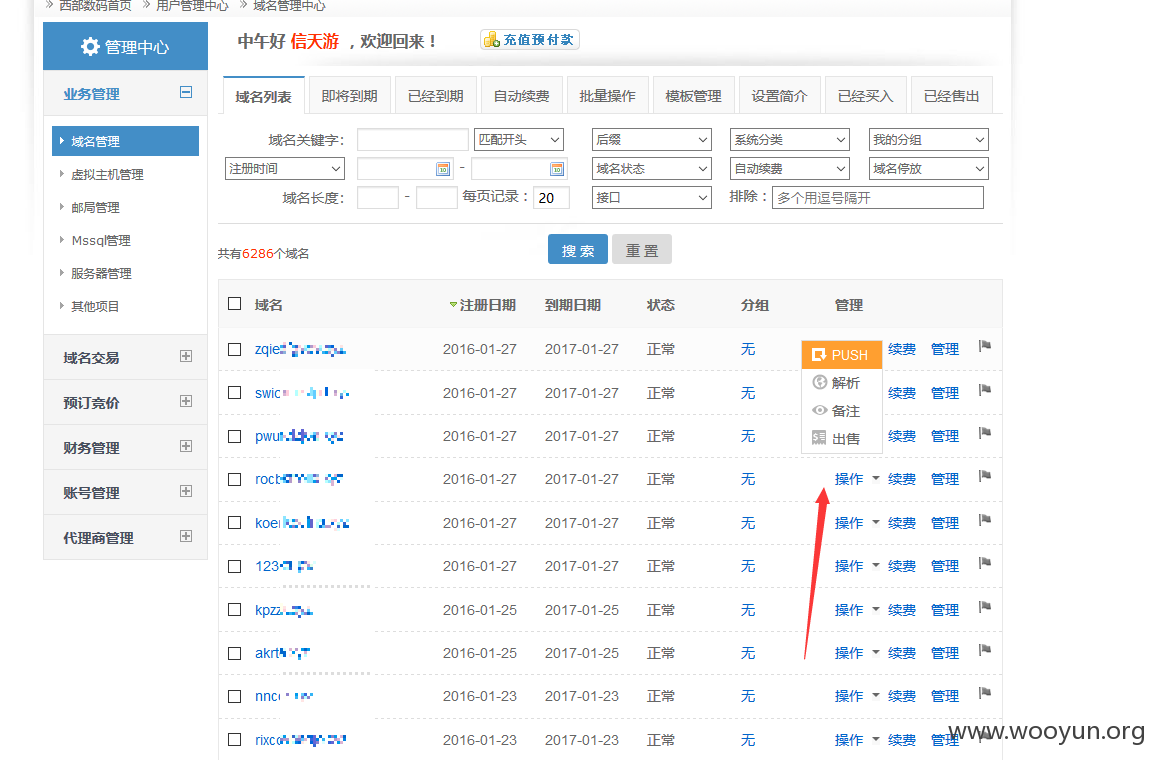 西部数码首页 用户管理中心 域名管理中心
管理中心
中午好 信天游 ，欢迎回来！ 充值预付款
业务管理
域名管理
虚拟主机管理
邮局管理
Mssql管理
服务器管理
其他项目
域名交易
预订竞价
财务管理
账号管理
代理商管理
域名列表 即将到期 已经到期 自动续费 批量操作 模板管理 设置简介 已经买入 已经售出
域名关键字： 匹配开头 后缀 系统分类 我的分组
注册时间 - 域名状态 自动续费 域名停放
域名长度： - 每页记录： 20 接口 排除： 多个用逗号隔开
共有6286个域名 搜 索 重 置
域名 注册日期 到期日期 状态 分组 管理
zqie 2016-01-27 2017-01-27 正常 无 PUSH 续费 管理
解析
swic 2016-01-27 2017-01-27 正常 无 续费 管理
备注
pwu 2016-01-27 2017-01-27 正常 无 出售 续费 管理
rocb 2016-01-27 2017-01-27 正常 无 操作 续费 管理
koer 2016-01-27 2017-01-27 正常 无 操作 续费 管理
123 2016-01-27 2017-01-27 正常 无 操作 续费 管理
kpzz 2016-01-25 2017-01-25 正常 无 操作 续费 管理
akrt 2016-01-25 2017-01-25 正常 无 操作 续费 管理
nnc 2016-01-23 2017-01-23 正常 无 操作 续费 管理
rixc 2016-01-23 2017-01-23 正常 无 操作 续费 管理
www.wooyun.org